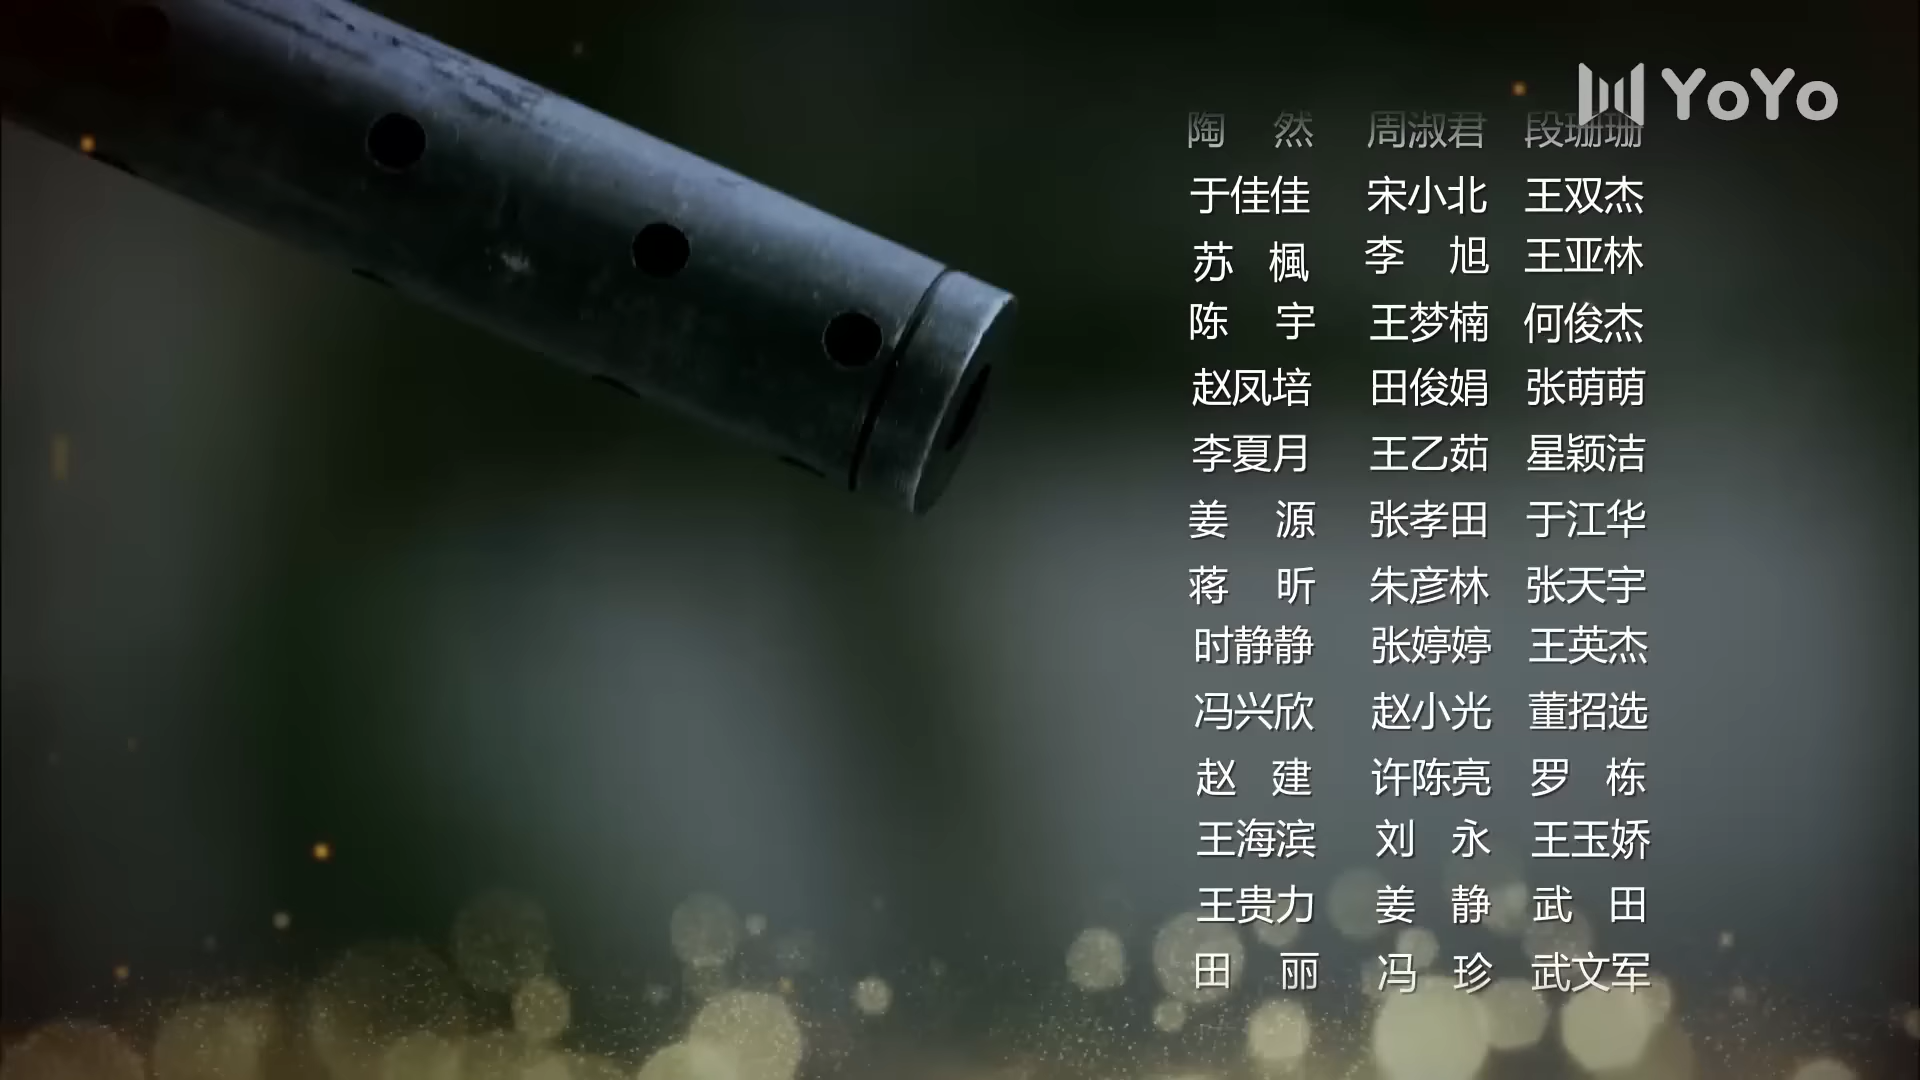 YoYo
陶 然 周淑君 段珊珊
于佳佳 宋小北 王双杰
苏 楓 李 旭 王亚林
陈 宇 王梦楠 何俊杰
赵凤培 田俊娟 张萌萌
李夏月 王乙茹 星颖洁
姜 源 张孝田 于江华
蒋 昕 朱彦林 张天宇
时静静 张婷婷 王英杰
冯兴欣 赵小光 董招选
赵 建 许陈亮 罗 栋
王海滨 刘 永 王玉娇
王贵力 姜 静 武 田
田 丽 冯 珍 武文军